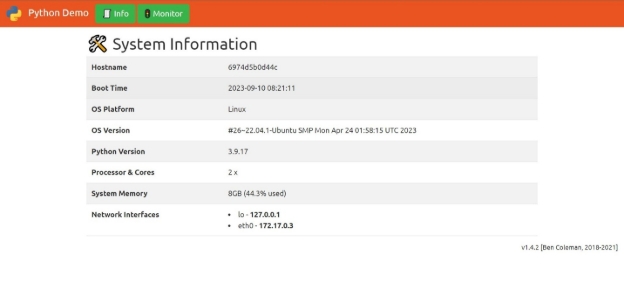 Python Demo Info Monitor
System Information
Hostname 6974d5b0d44c
Boot Time 2023-09-10 08:21:11
OS Platform Linux
OS Version #26~22.04.1-Ubuntu SMP Mon Apr 24 01:58:15 UTC 2023
Python Version 3.9.17
Processor & Cores 2 x
System Memory 8GB (44.3% used)
Network Interfaces • lo - 127.0.0.1
• eth0 - 172.17.0.3
v1.4.2 [Ben Coleman, 2018-2021]